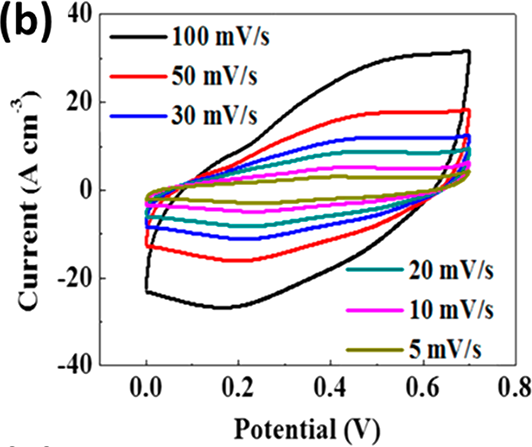 (b)
40
20
0
-20
-40
Current (A cm-3)
100 mV/s
50 mV/s
30 mV/s
20 mV/s
10 mV/s
5 mV/s
0.0 0.2 0.4 0.6 0.8
Potential (V)